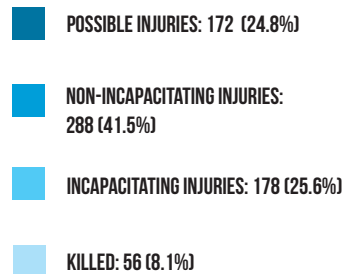 POSSIBLE INJURIES: 172 (24.8%)
NON-INCAPACITATING INJURIES:
288 (41.5%)
INCAPACITATING INJURIES: 178 (25.6%)
KILLED: 56 (8.1%)